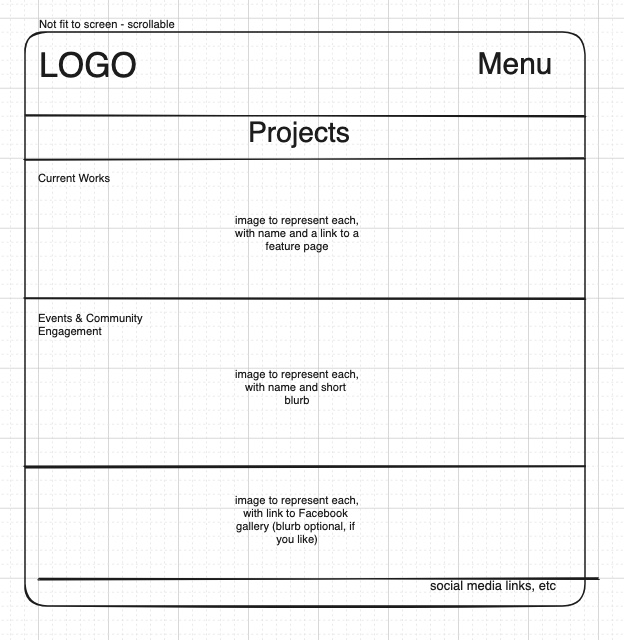 Not fit to screen - scrollable
LOGO
Menu
Projects
Current Works
image to represent each,
with name and a link to a
feature page
Events & Community
Engagement
image to represent each,
with name and short
blurb
image to represent each,
with link to Facebook
gallery (blurb optional, if
you like)
social media links, etc